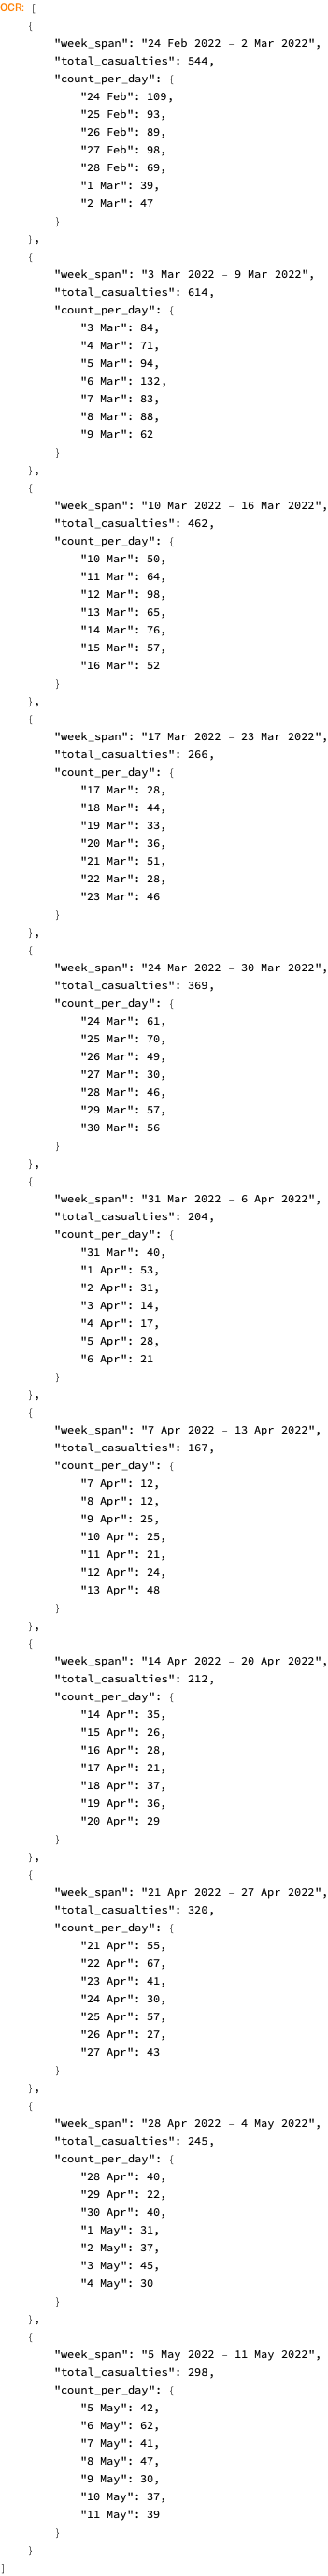 OCR: [
    {
        "week_span": "24 Feb 2022 – 2 Mar 2022",
        "total_casualties": 544,
        "count_per_day": {
            "24 Feb": 109,
            "25 Feb": 93,
            "26 Feb": 89,
            "27 Feb": 98,
            "28 Feb": 69,
            "1 Mar": 39,
            "2 Mar": 47
        }
    },
    {
        "week_span": "3 Mar 2022 – 9 Mar 2022",
        "total_casualties": 614,
        "count_per_day": {
            "3 Mar": 84,
            "4 Mar": 71,
            "5 Mar": 94,
            "6 Mar": 132,
            "7 Mar": 83,
            "8 Mar": 88,
            "9 Mar": 62
        }
    },
    {
        "week_span": "10 Mar 2022 – 16 Mar 2022",
        "total_casualties": 462,
        "count_per_day": {
            "10 Mar": 50,
            "11 Mar": 64,
            "12 Mar": 98,
            "13 Mar": 65,
            "14 Mar": 76,
            "15 Mar": 57,
            "16 Mar": 52
        }
    },
    {
        "week_span": "17 Mar 2022 – 23 Mar 2022",
        "total_casualties": 266,
        "count_per_day": {
            "17 Mar": 28,
            "18 Mar": 44,
            "19 Mar": 33,
            "20 Mar": 36,
            "21 Mar": 51,
            "22 Mar": 28,
            "23 Mar": 46
        }
    },
    {
        "week_span": "24 Mar 2022 – 30 Mar 2022",
        "total_casualties": 369,
        "count_per_day": {
            "24 Mar": 61,
            "25 Mar": 70,
            "26 Mar": 49,
            "27 Mar": 30,
            "28 Mar": 46,
            "29 Mar": 57,
            "30 Mar": 56
        }
    },
    {
        "week_span": "31 Mar 2022 – 6 Apr 2022",
        "total_casualties": 204,
        "count_per_day": {
            "31 Mar": 40,
            "1 Apr": 53,
            "2 Apr": 31,
            "3 Apr": 14,
            "4 Apr": 17,
            "5 Apr": 28,
            "6 Apr": 21
        }
    },
    {
        "week_span": "7 Apr 2022 – 13 Apr 2022",
        "total_casualties": 167,
        "count_per_day": {
            "7 Apr": 12,
            "8 Apr": 12,
            "9 Apr": 25,
            "10 Apr": 25,
            "11 Apr": 21,
            "12 Apr": 24,
            "13 Apr": 48
        }
    },
    {
        "week_span": "14 Apr 2022 – 20 Apr 2022",
        "total_casualties": 212,
        "count_per_day": {
            "14 Apr": 35,
            "15 Apr": 26,
            "16 Apr": 28,
            "17 Apr": 21,
            "18 Apr": 37,
            "19 Apr": 36,
            "20 Apr": 29
        }
    },
    {
        "week_span": "21 Apr 2022 – 27 Apr 2022",
        "total_casualties": 320,
        "count_per_day": {
            "21 Apr": 55,
            "22 Apr": 67,
            "23 Apr": 41,
            "24 Apr": 30,
            "25 Apr": 57,
            "26 Apr": 27,
            "27 Apr": 43
        }
    },
    {
        "week_span": "28 Apr 2022 – 4 May 2022",
        "total_casualties": 245,
        "count_per_day": {
            "28 Apr": 40,
            "29 Apr": 22,
            "30 Apr": 40,
            "1 May": 31,
            "2 May": 37,
            "3 May": 45,
            "4 May": 30
        }
    },
    {
        "week_span": "5 May 2022 – 11 May 2022",
        "total_casualties": 298,
        "count_per_day": {
            "5 May": 42,
            "6 May": 62,
            "7 May": 41,
            "8 May": 47,
            "9 May": 30,
            "10 May": 37,
            "11 May": 39
        }
    }
]